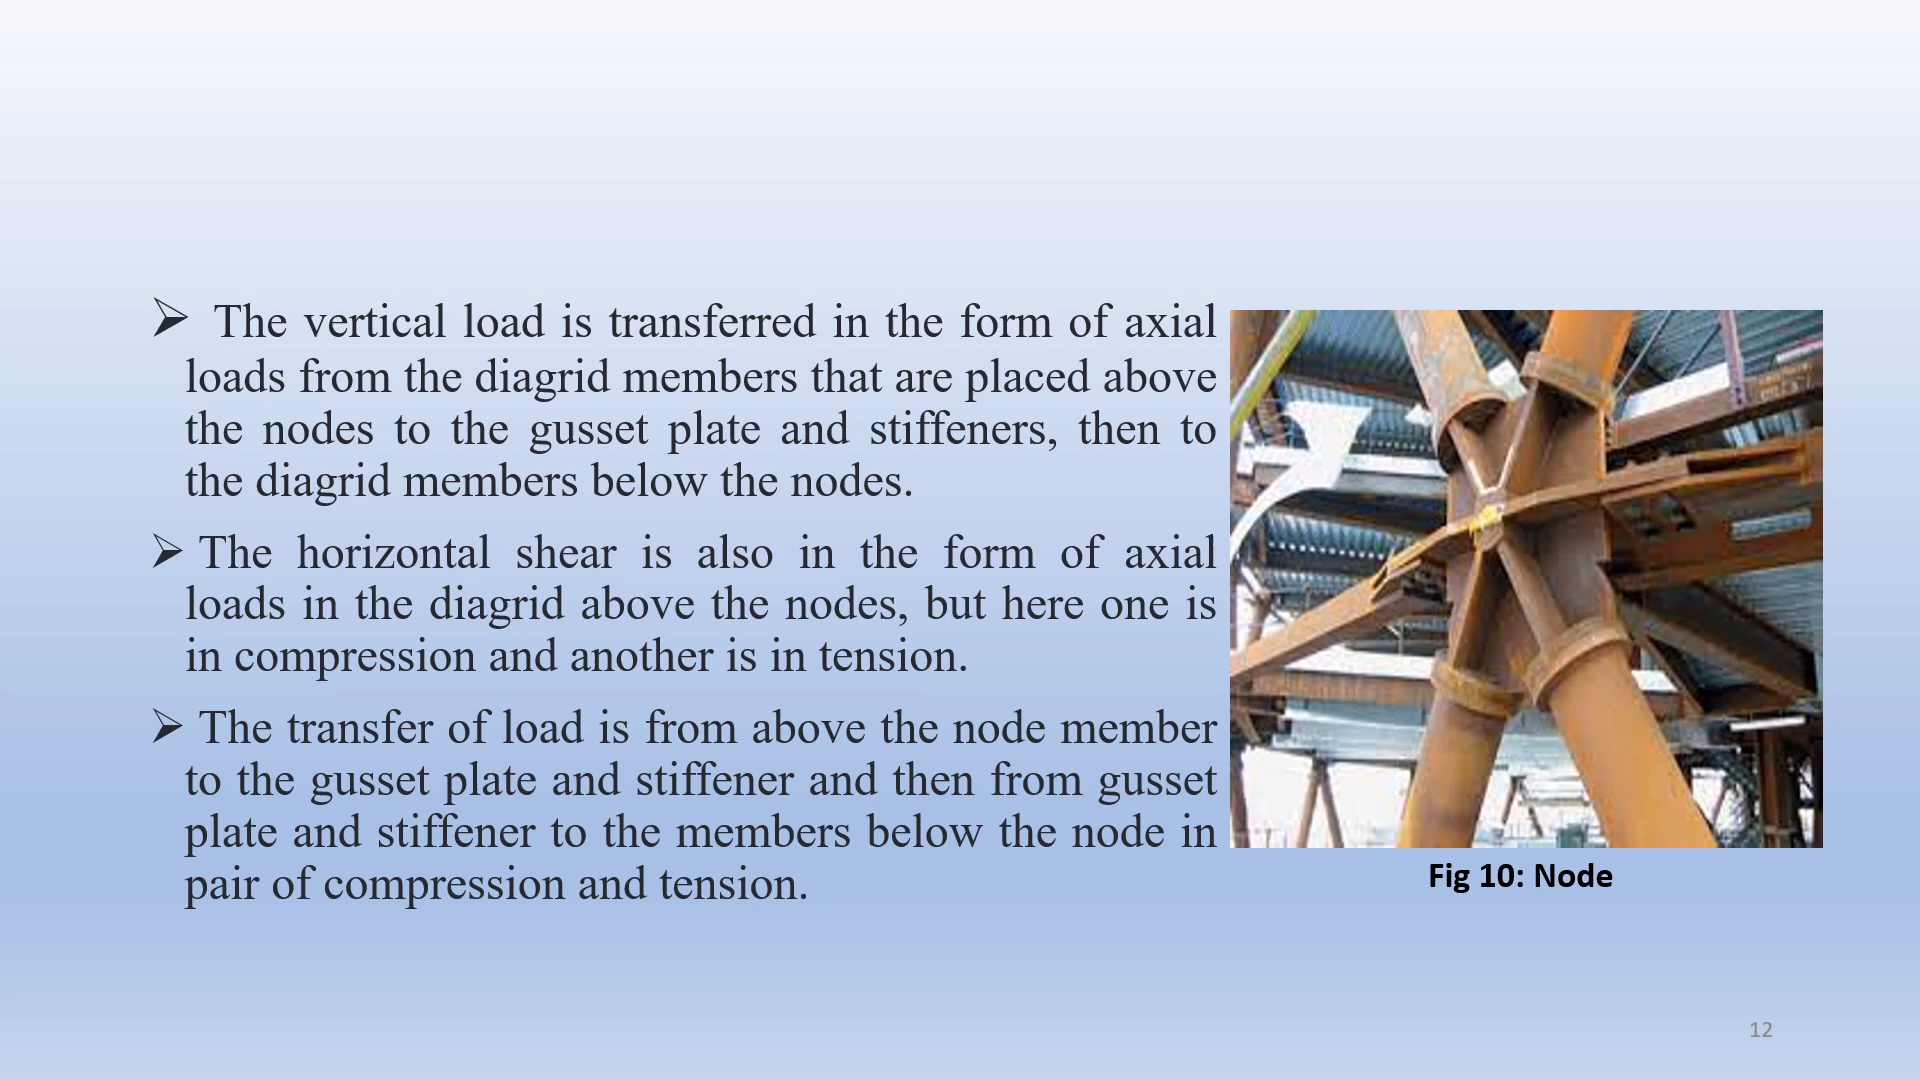 ➢ The vertical load is transferred in the form of axial
loads from the diagrid members that are placed above
the nodes to the gusset plate and stiffeners, then to
the diagrid members below the nodes.
➢ The horizontal shear is also in the form of axial
loads in the diagrid above the nodes, but here one is
in compression and another is in tension.
➢ The transfer of load is from above the node member
to the gusset plate and stiffener and then from gusset
plate and stiffener to the members below the node in
pair of compression and tension.
Fig 10: Node
12